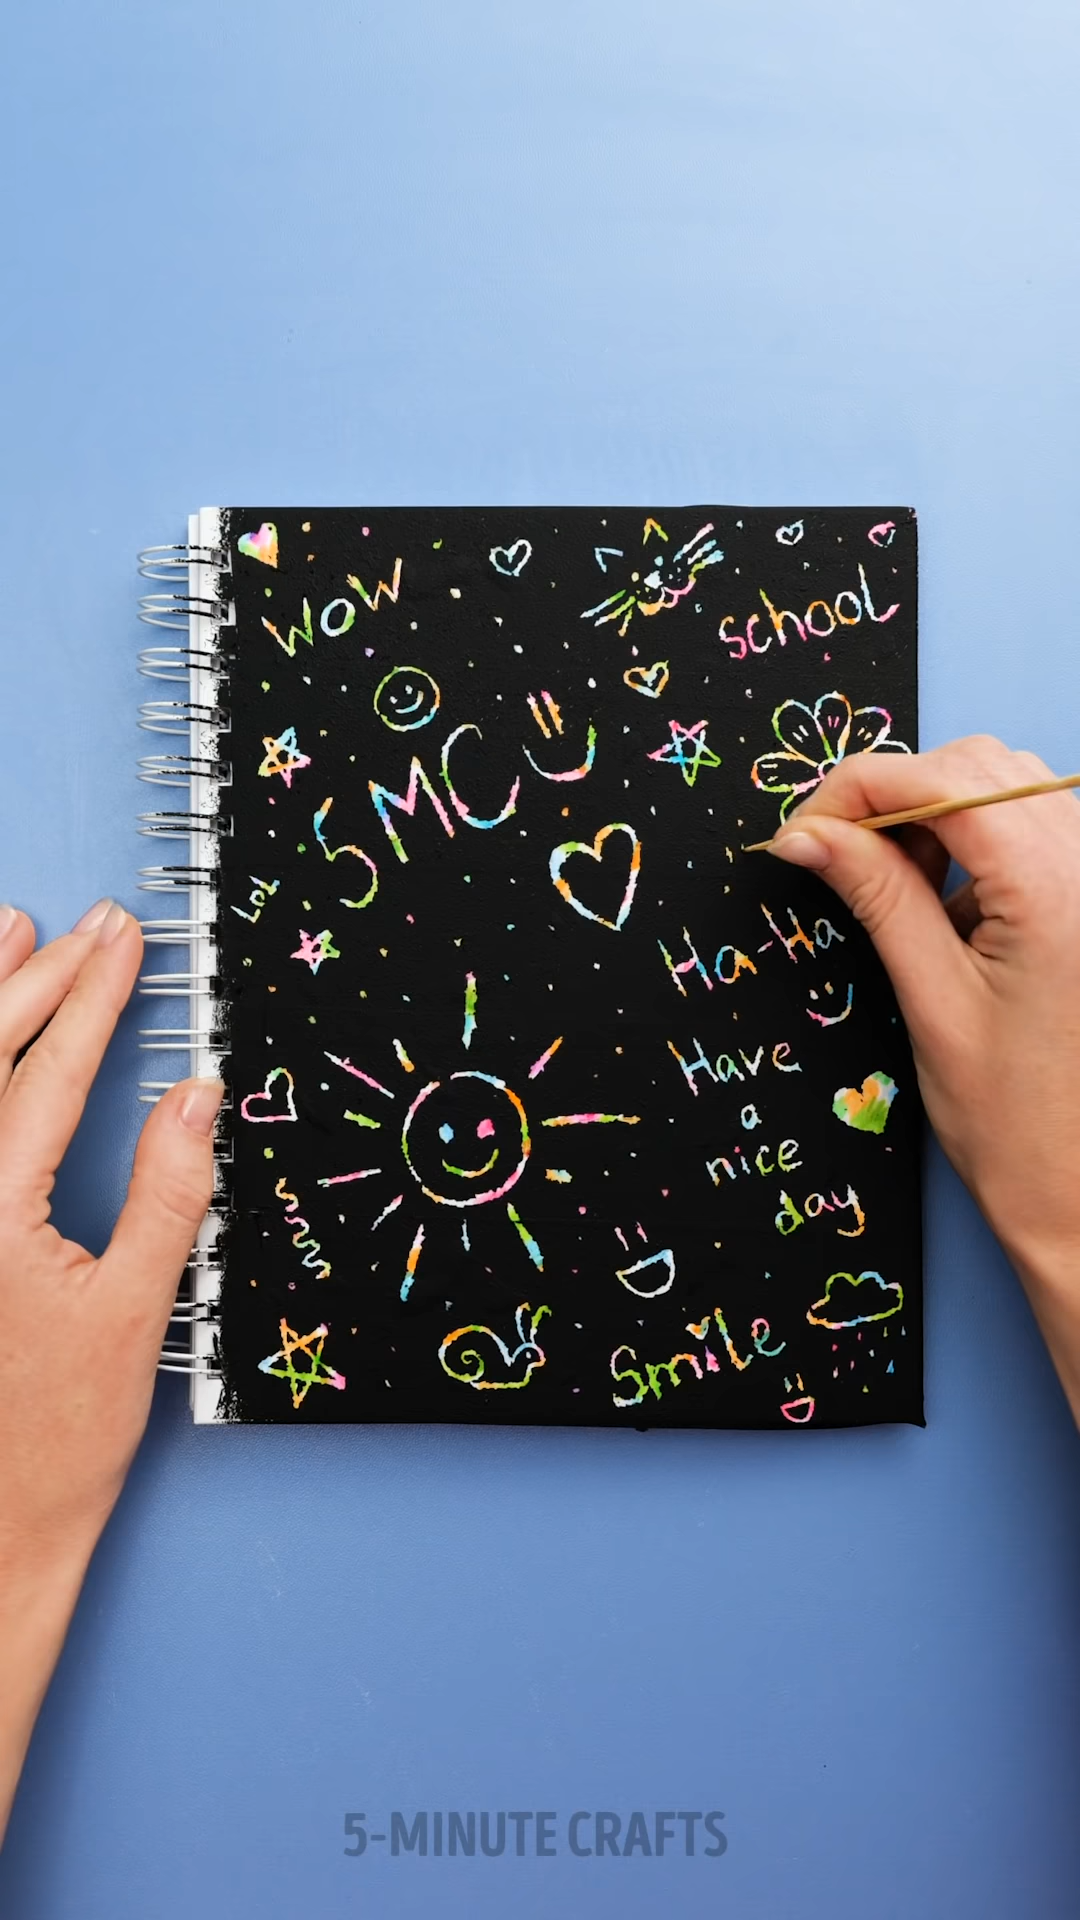 WOW
school
5MC
Lol
Ha-Ha
Have
a
nice
day
Smile
5-MINUTE CRAFTS